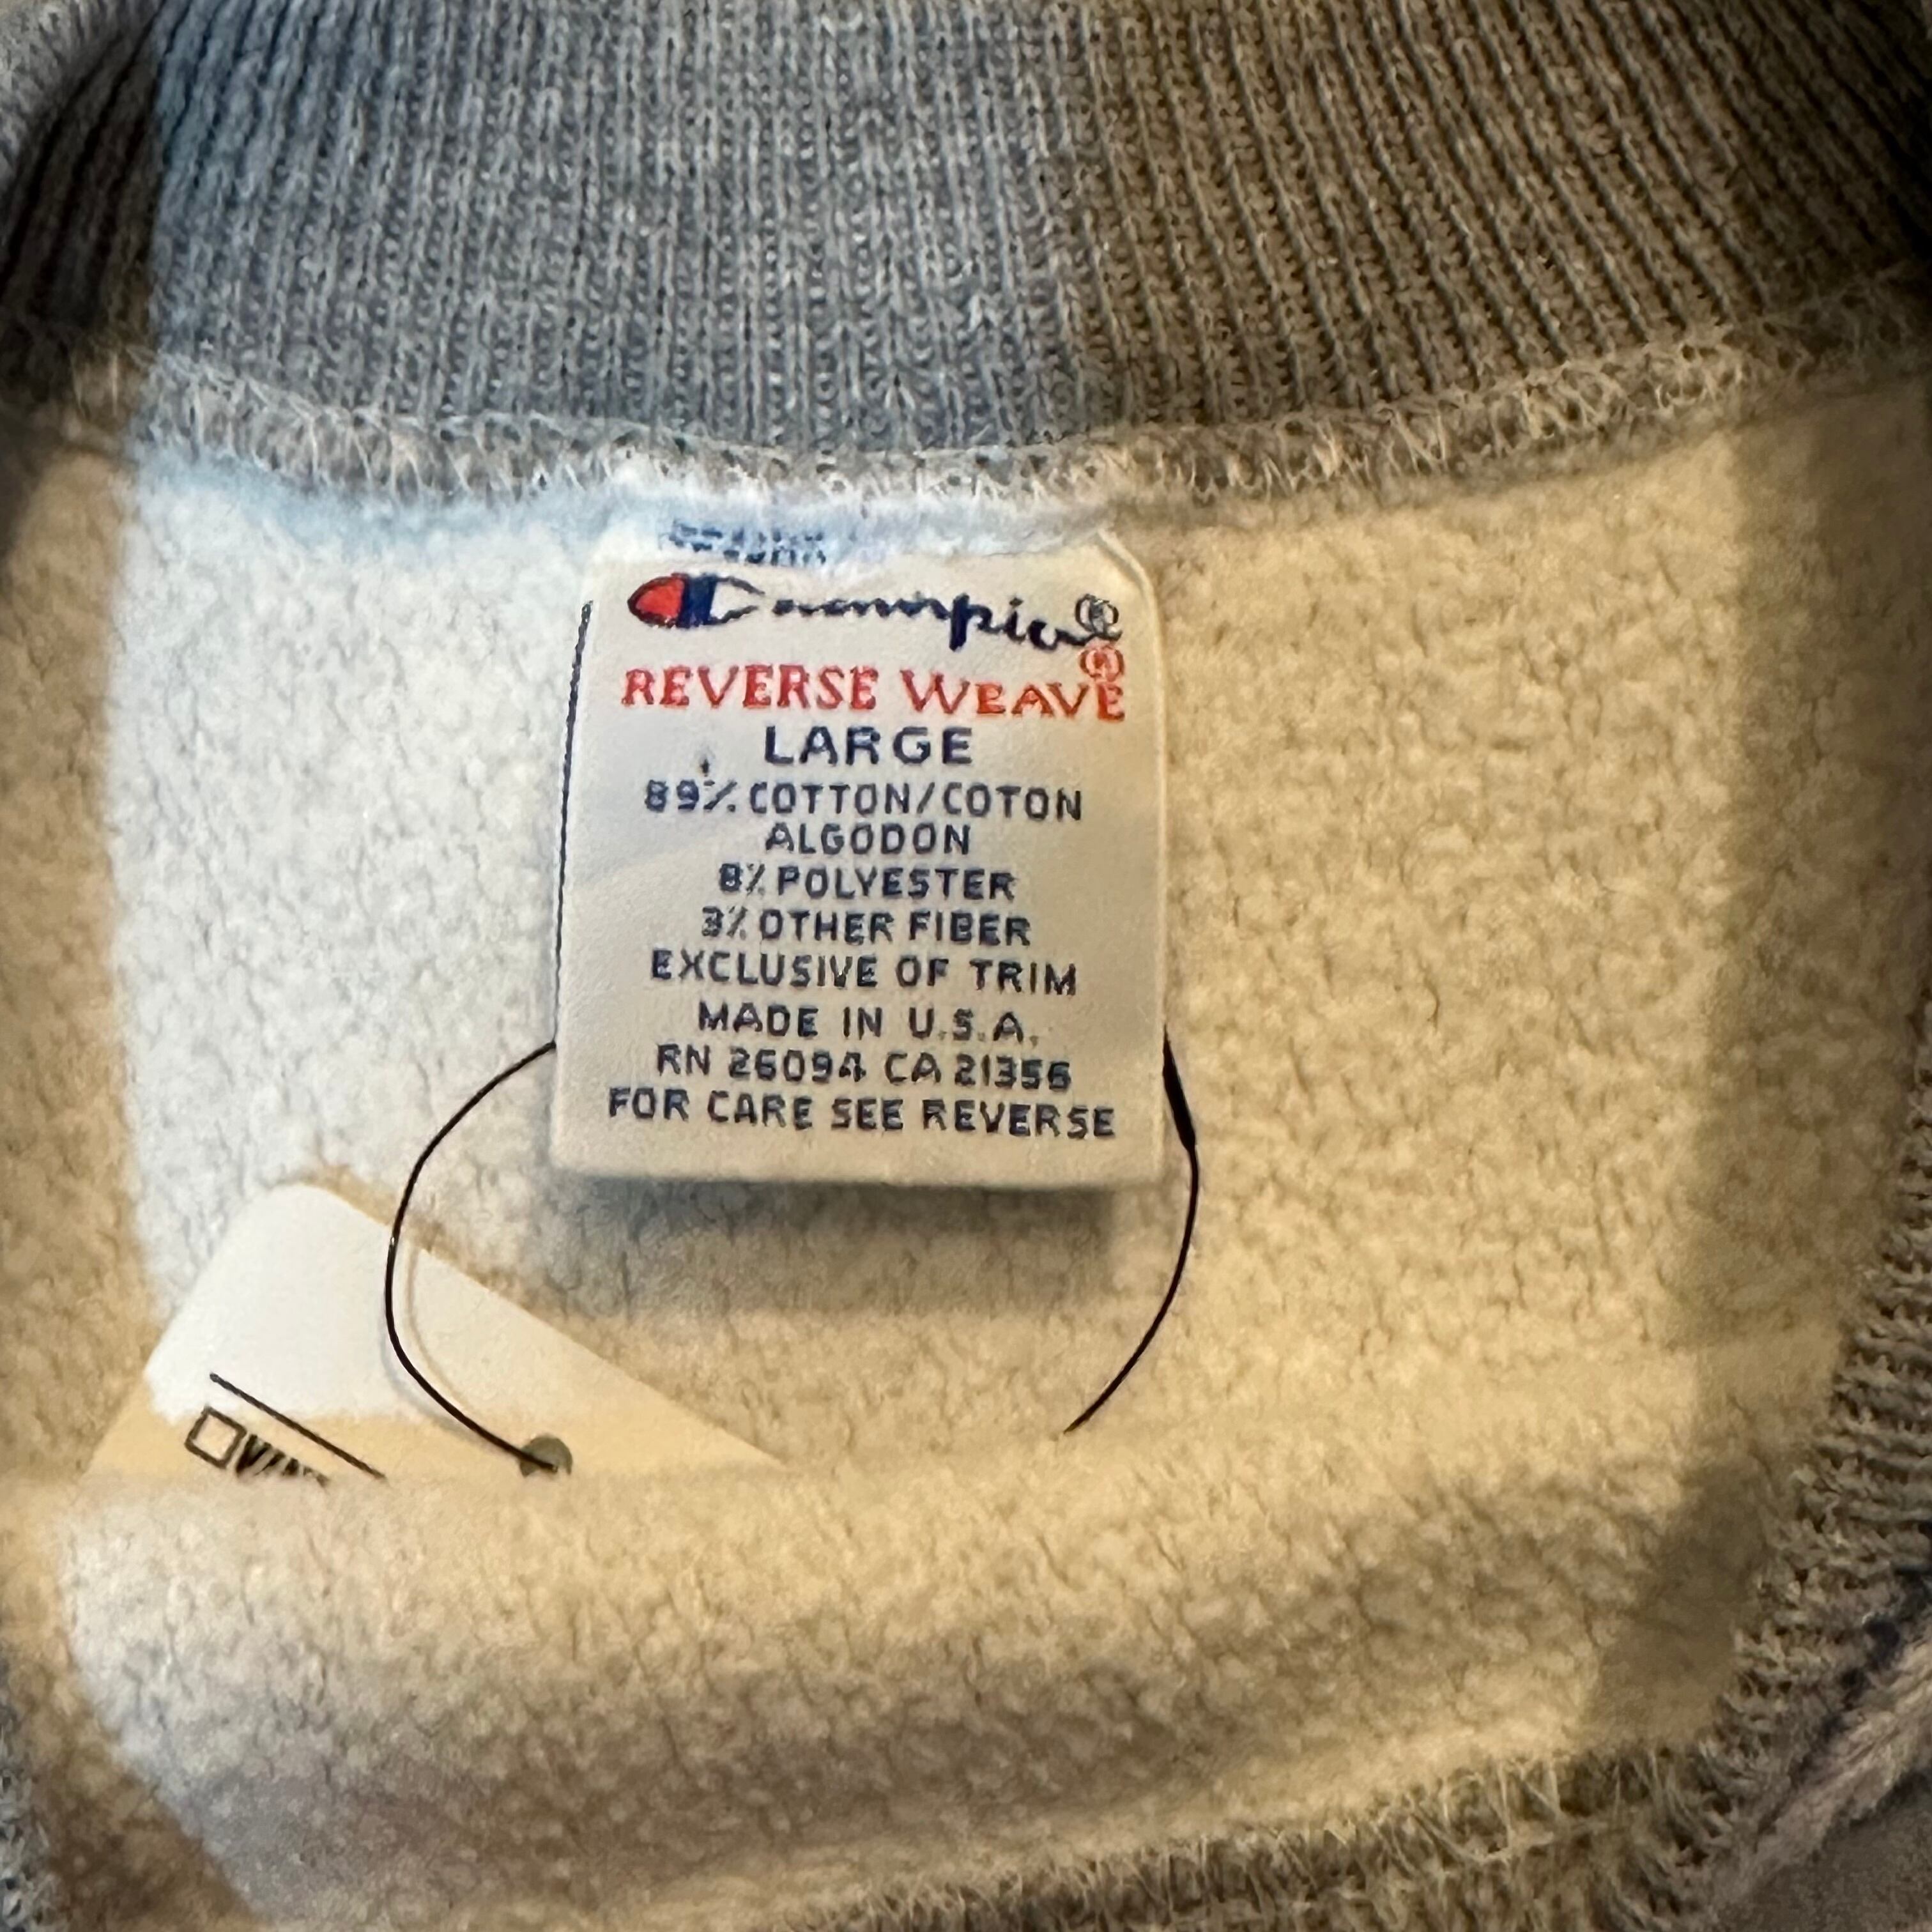 Champion®
REVERSE WEAVE®
LARGE
89% COTTON/COTON
ALGODON
8% POLYESTER
3% OTHER FIBER
EXCLUSIVE OF TRIM
MADE IN U.S.A.
RN 26094 CA 21356
FOR CARE SEE REVERSE